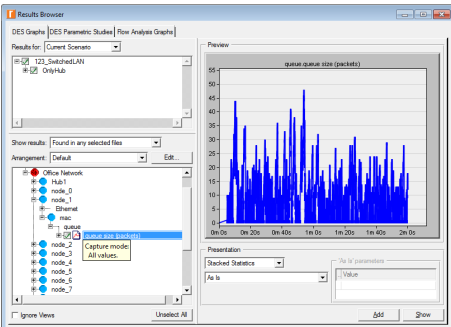 Results Browser
DES Graphs DES Parametric Studies Flow Analysis Graphs
Results for: Current Scenario
123_SwitchedLAN
OnlyHub
Show results: Found in any selected files
Arrangement: Default Edit...
Office Network
Hub1
node_0
node_1
Ethernet
mac
queue
queue size (packets)
Capture mode:
All values.
node_2
node_3
node_4
node_5
node_6
node_7
Ignore Views Unselect All
Preview
queue.queue size (packets)
55
50
45
40
35
30
25
20
15
10
5
0
0m 0s 0m 20s 0m 40s 1m 0s 1m 20s 1m 40s 2m 0s
Presentation
Stacked Statistics
As Is
'As Is' parameters
Value
Add Show